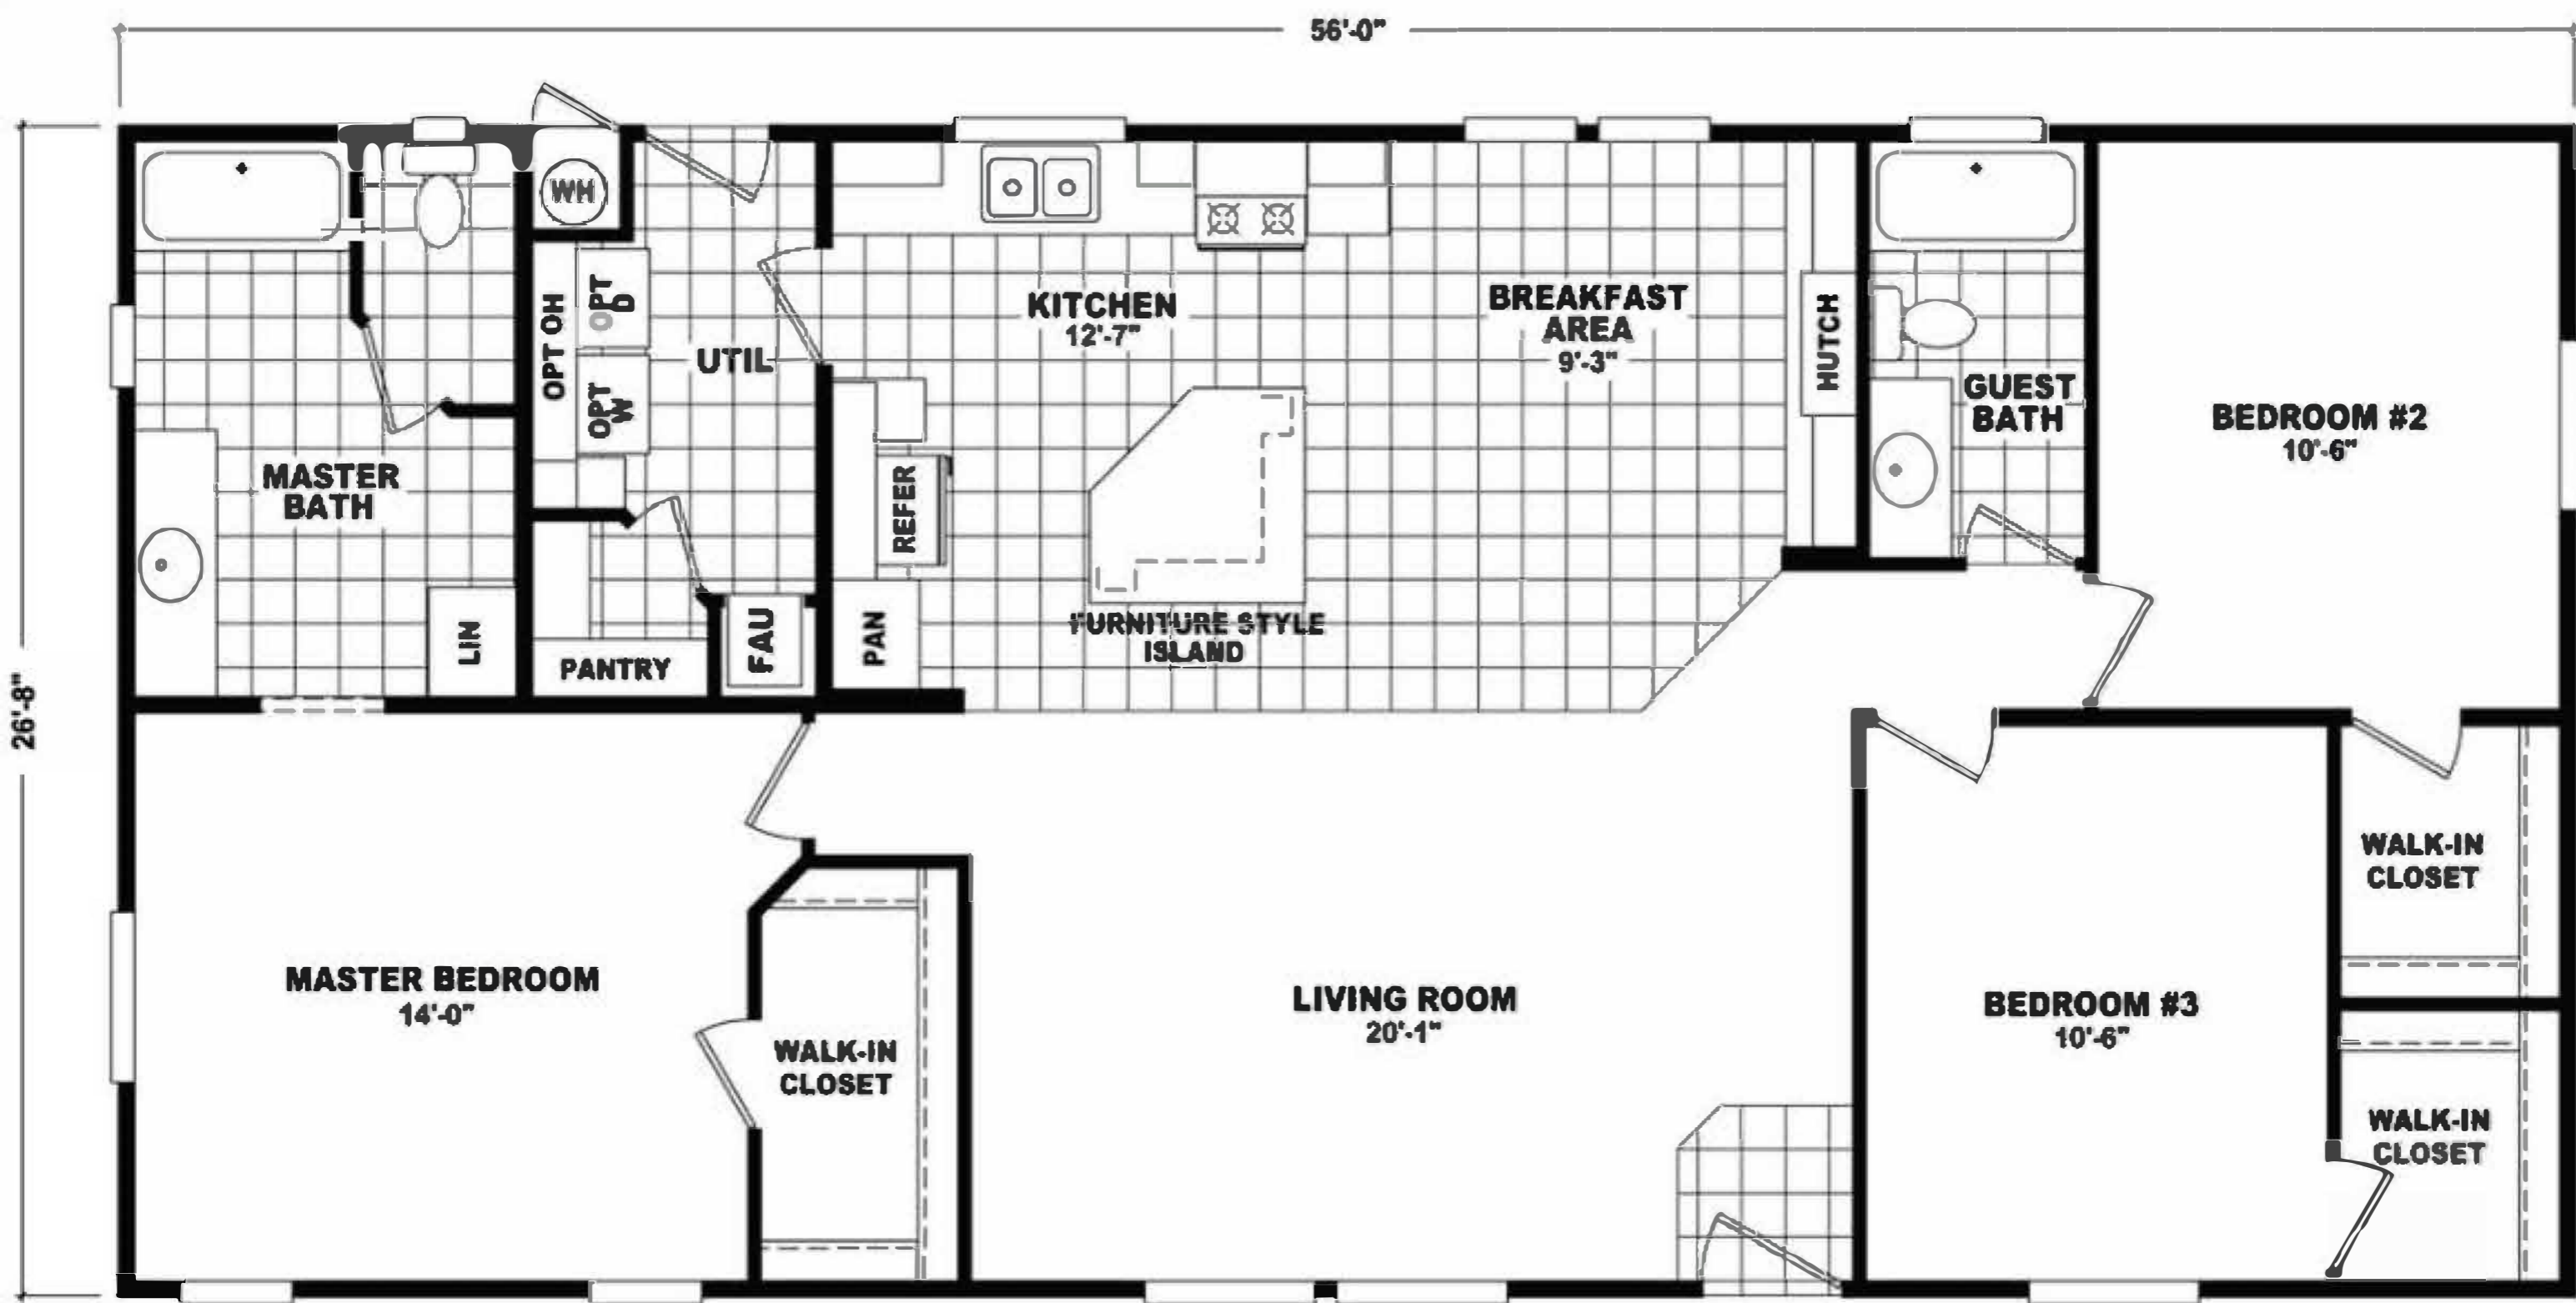 56'-0"
26'-8"
WH
OPT OH
OPT
D
OPT
W
UTIL
KITCHEN
12'-7"
BREAKFAST
AREA
9'-3"
HUTCH
GUEST
BATH
BEDROOM #2
10'-6"
MASTER
BATH
LIN
PANTRY
FAU
REFER
PAN
FURNITURE STYLE
ISLAND
MASTER BEDROOM
14'-0"
WALK-IN
CLOSET
LIVING ROOM
20'-1"
BEDROOM #3
10'-6"
WALK-IN
CLOSET
WALK-IN
CLOSET